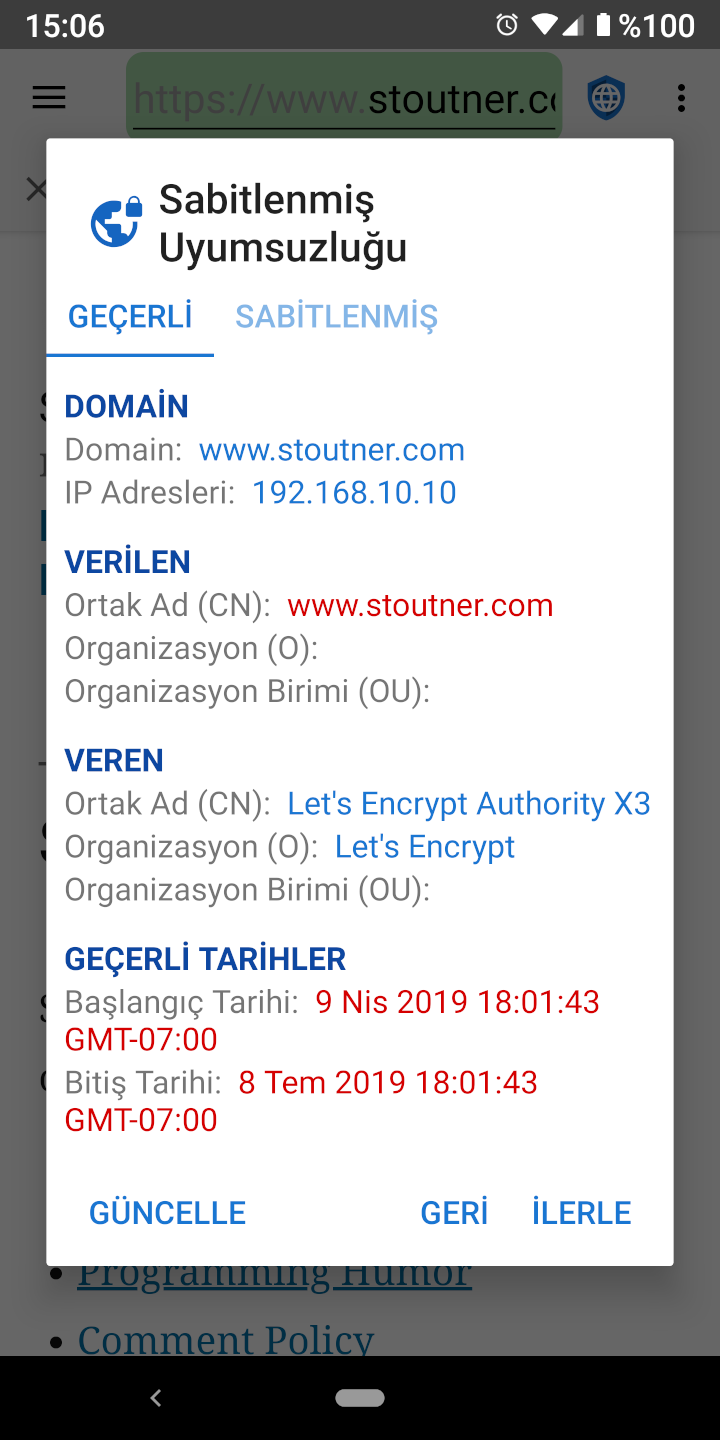 15:06
%100
https://www.stoutner.co
Sabitlenmiş
Uyumsuzluğu
GEÇERLİ
SABİTLENMİŞ
DOMAİN
Domain: www.stoutner.com
IP Adresleri: 192.168.10.10
VERİLEN
Ortak Ad (CN): www.stoutner.com
Organizasyon (O):
Organizasyon Birimi (OU):
VEREN
Ortak Ad (CN): Let's Encrypt Authority X3
Organizasyon (O): Let's Encrypt
Organizasyon Birimi (OU):
GEÇERLİ TARİHLER
Başlangıç Tarihi: 9 Nis 2019 18:01:43
GMT-07:00
Bitiş Tarihi: 8 Tem 2019 18:01:43
GMT-07:00
GÜNCELLE
GERİ
İLERLE
Programming Humor
Comment Policy